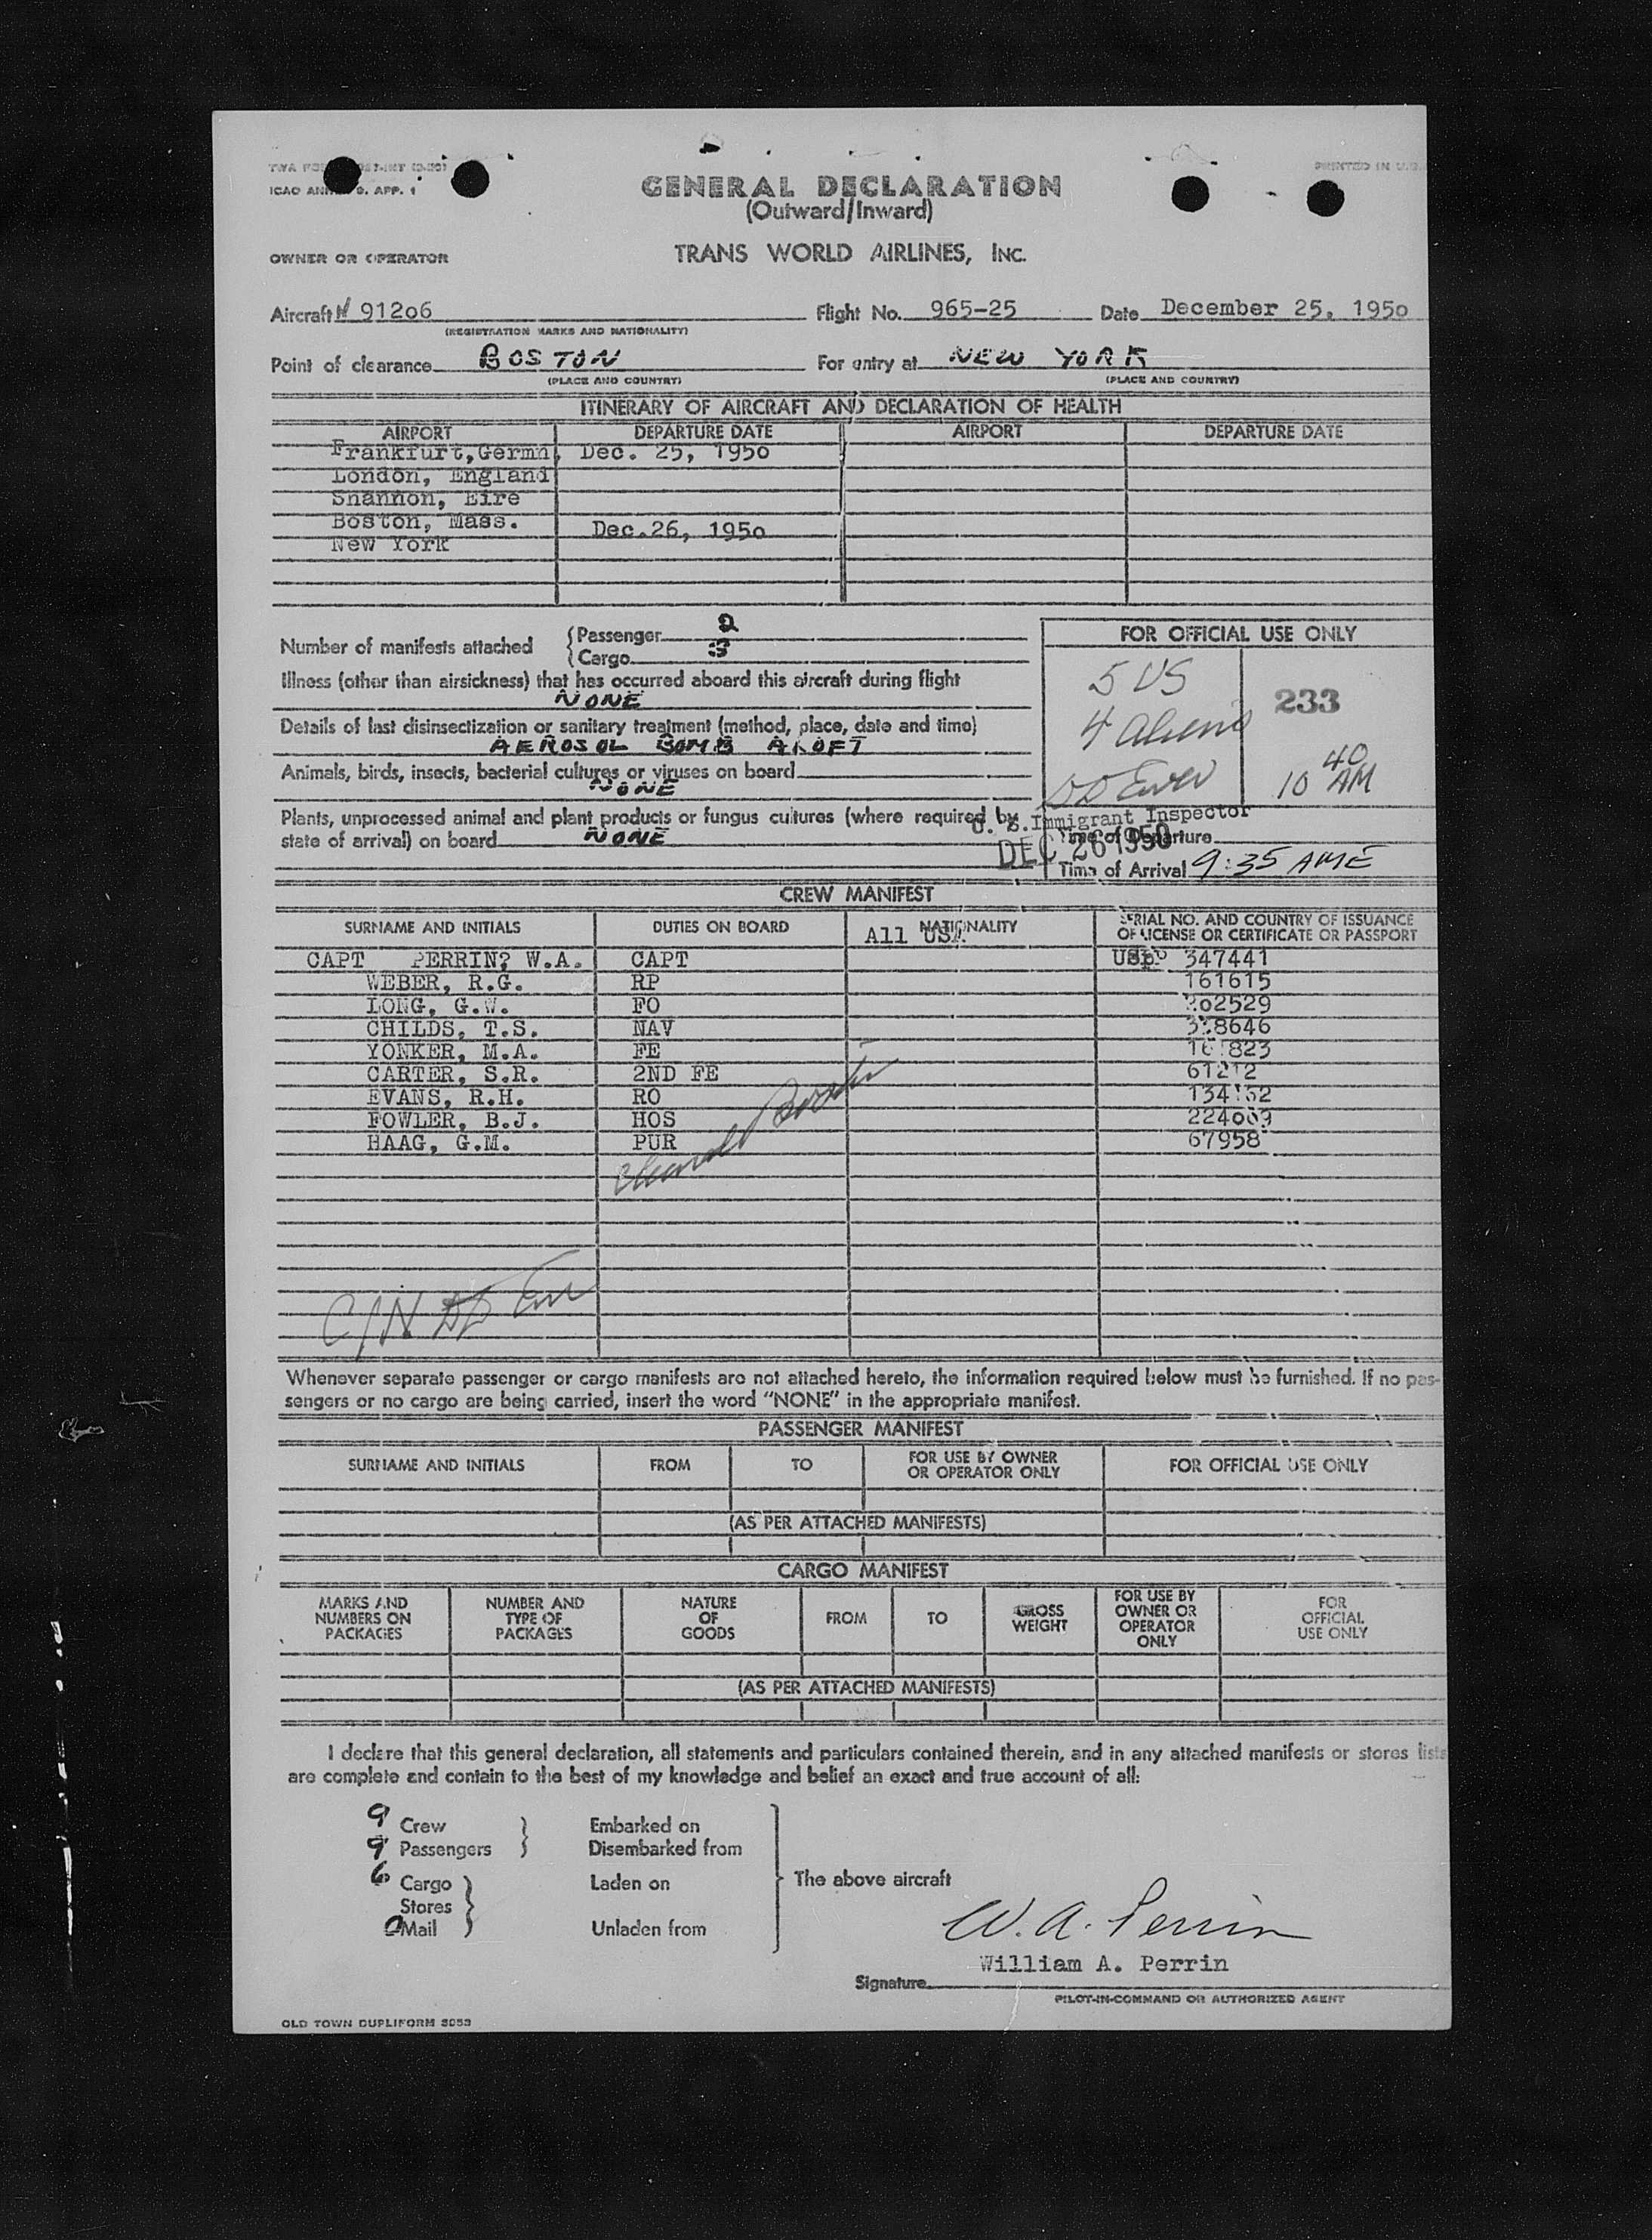 ICAO ANNEX 9. APP. 1
PRINTED IN U.S.
GENERAL DECLARATION
(Outward/Inward)
OWNER OR OPERATOR
TRANS WORLD AIRLINES, INC.
Aircraft N 91206 Flight No. 965-25 Date December 25, 1950
(REGISTRATION MARKS AND NATIONALITY)
Point of clearance BOSTON For entry at NEW YORK
(PLACE AND COUNTRY) (PLACE AND COUNTRY)
ITINERARY OF AIRCRAFT AND DECLARATION OF HEALTH
AIRPORT DEPARTURE DATE AIRPORT DEPARTURE DATE
Frankfurt,Germn, Dec. 25, 1950
London, England
Shannon, Eire
Boston, Mass. Dec.26, 1950
New York
Number of manifests attached
Passenger 2
Cargo 3
FOR OFFICIAL USE ONLY
5 US
4 Aliens
233
10 40 AM
Illness (other than airsickness) that has occurred aboard this aircraft during flight
NONE
Details of last disinsectization or sanitary treatment (method, place, date and time)
AEROSOL BOMB ALOFT
Animals, birds, insects, bacterial cultures or viruses on board
NONE
Plants, unprocessed animal and plant products or fungus cultures (where required by
state of arrival) on board NONE
U. S. Immigrant Inspector
DEC 26 1950
Time of Departure
Time of Arrival 9:35 AME
CREW MANIFEST
SURNAME AND INITIALS DUTIES ON BOARD NATIONALITY SERIAL NO. AND COUNTRY OF ISSUANCE
OF LICENSE OR CERTIFICATE OR PASSPORT
All USA
CAPT PERRIN? W.A. CAPT 347441
WEBER, R.G. RP 161615
LONG, G.W. FO
CHILDS, T.S. NAV
YONKER, M.A. FE
CARTER, S.R. 2ND FE 61212
EVANS, R.H. RO
FOWLER, B.J. HOS
HAAG, G.M. PUR 67958
Cleared Boston
Whenever separate passenger or cargo manifests are not attached hereto, the information required below must be furnished. If no pas-
sengers or no cargo are being carried, insert the word "NONE" in the appropriate manifest.
PASSENGER MANIFEST
SURNAME AND INITIALS FROM TO FOR USE BY OWNER OR OPERATOR ONLY FOR OFFICIAL USE ONLY
(AS PER ATTACHED MANIFESTS)
CARGO MANIFEST
MARKS AND NUMBERS ON PACKAGES NUMBER AND TYPE OF PACKAGES NATURE OF GOODS FROM TO GROSS WEIGHT FOR USE BY OWNER OR OPERATOR ONLY FOR OFFICIAL USE ONLY
(AS PER ATTACHED MANIFESTS)
I declare that this general declaration, all statements and particulars contained therein, and in any attached manifests or stores lists
are complete and contain to the best of my knowledge and belief an exact and true account of all:
9 Crew Embarked on
9 Passengers Disembarked from
6 Cargo Laden on The above aircraft
Stores
0 Mail Unladen from
W. A. Perrin
William A. Perrin
Signature
PILOT-IN-COMMAND OR AUTHORIZED AGENT
OLD TOWN DUPLIFORM 3053